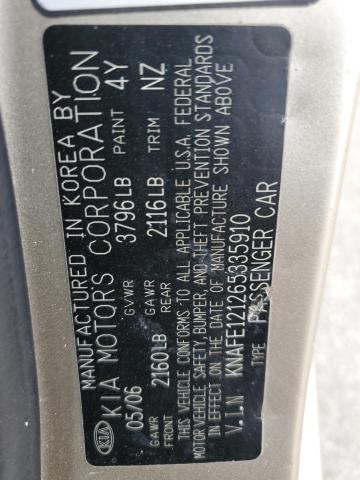 MANUFACTURED IN KOREA BY
KIA KIA MOTORS CORPORATION
05/06 GVWR 3796LB PAINT 4Y
GAWR FRONT 2160LB GAWR REAR 2116LB TRIM NZ
THIS VEHICLE CONFORMS TO ALL APPLICABLE U.S.A. FEDERAL
MOTOR VEHICLE SAFETY, BUMPER, AND THEFT PREVENTION STANDARDS
IN EFFECT ON THE DATE OF MANUFACTURE SHOWN ABOVE
V.I.N KNAFE121265335910
TYPE PASSENGER CAR